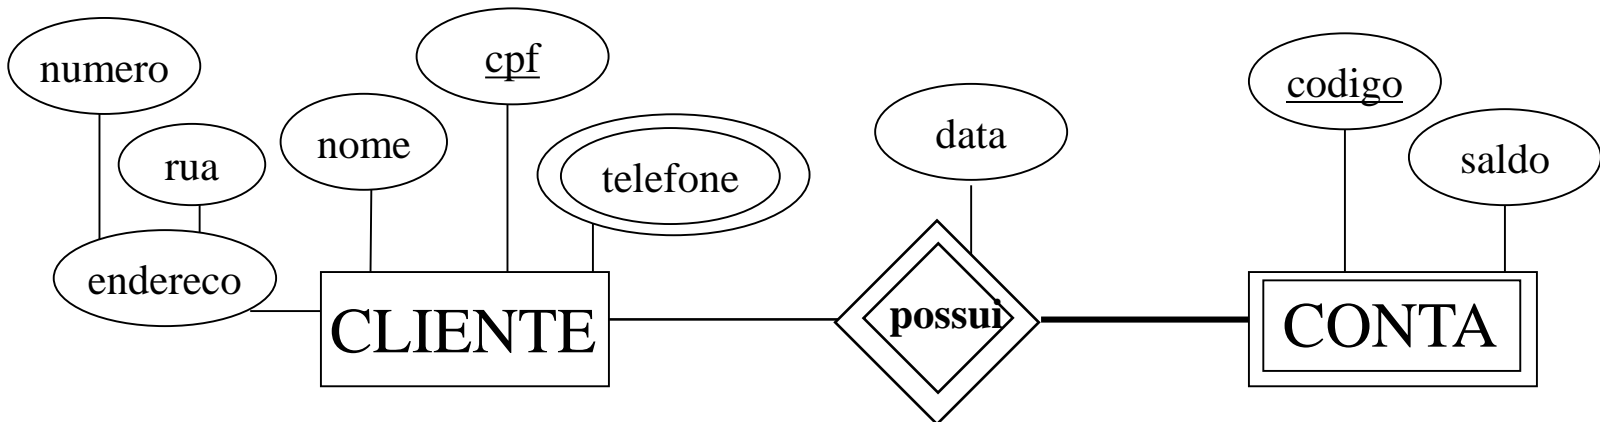 numero
rua
endereco
nome
cpf
telefone
CLIENTE
data
possui
codigo
saldo
CONTA